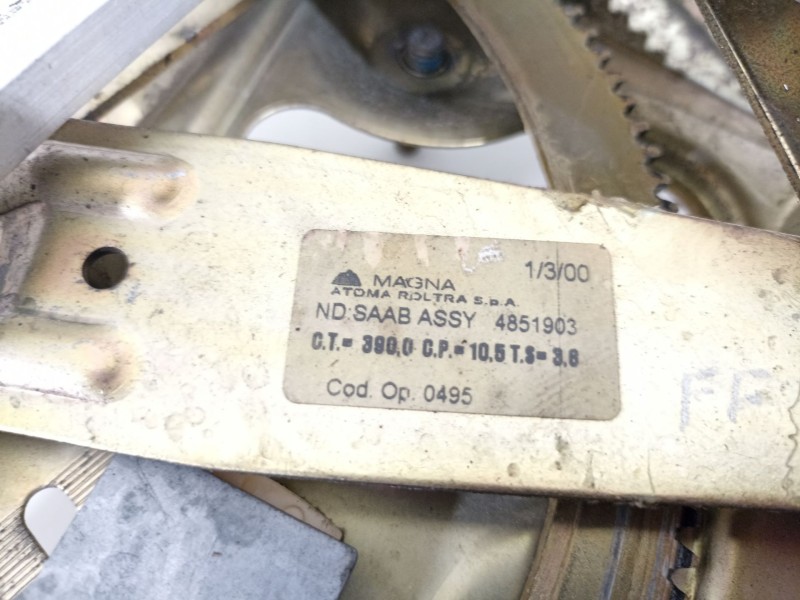 MAGNA 1/3/00
ATOMA ROLTRA S.p.A.
ND:SAAB ASSY 4851903
C.T.= 390,0 C.P.= 10,5 T.S= 3,6
Cod. Op. 0495
FF